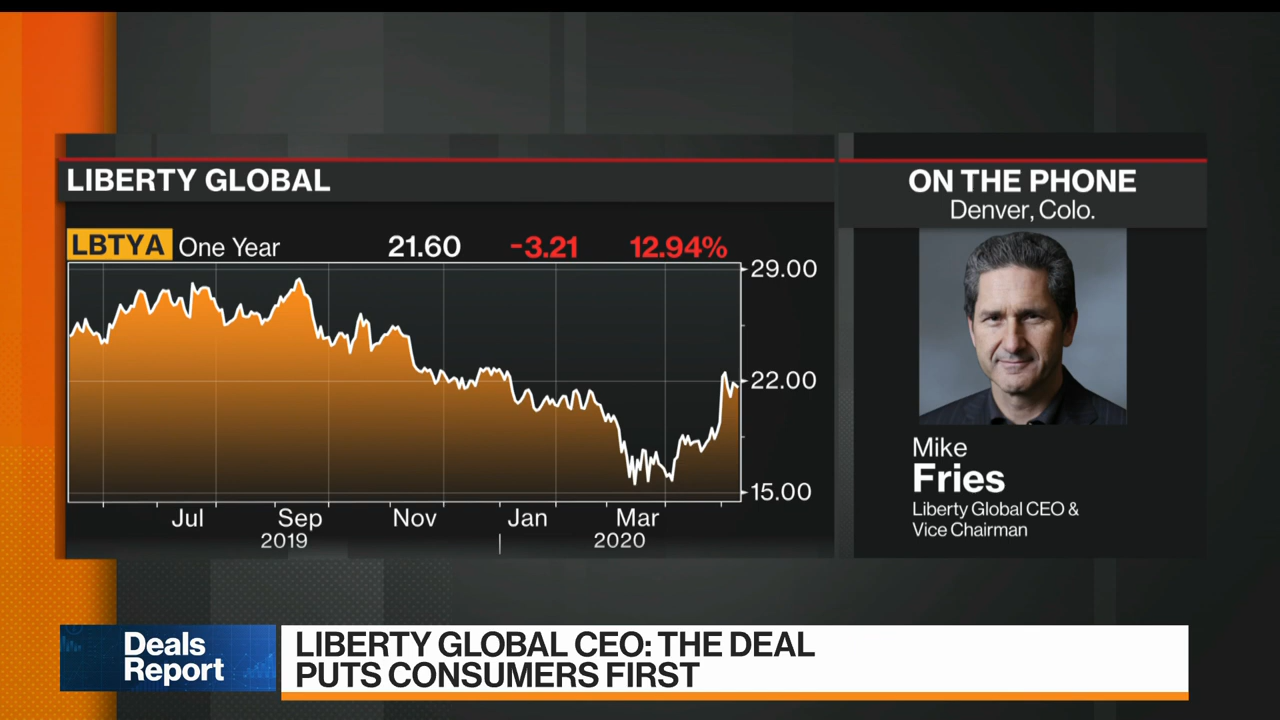 LIBERTY GLOBAL
LBTYA One Year 21.60 -3.21 12.94%
29.00
22.00
15.00
Jul Sep Nov Jan Mar
2019 2020
ON THE PHONE
Denver, Colo.
Mike
Fries
Liberty Global CEO &
Vice Chairman
Deals
Report
LIBERTY GLOBAL CEO: THE DEAL
PUTS CONSUMERS FIRST